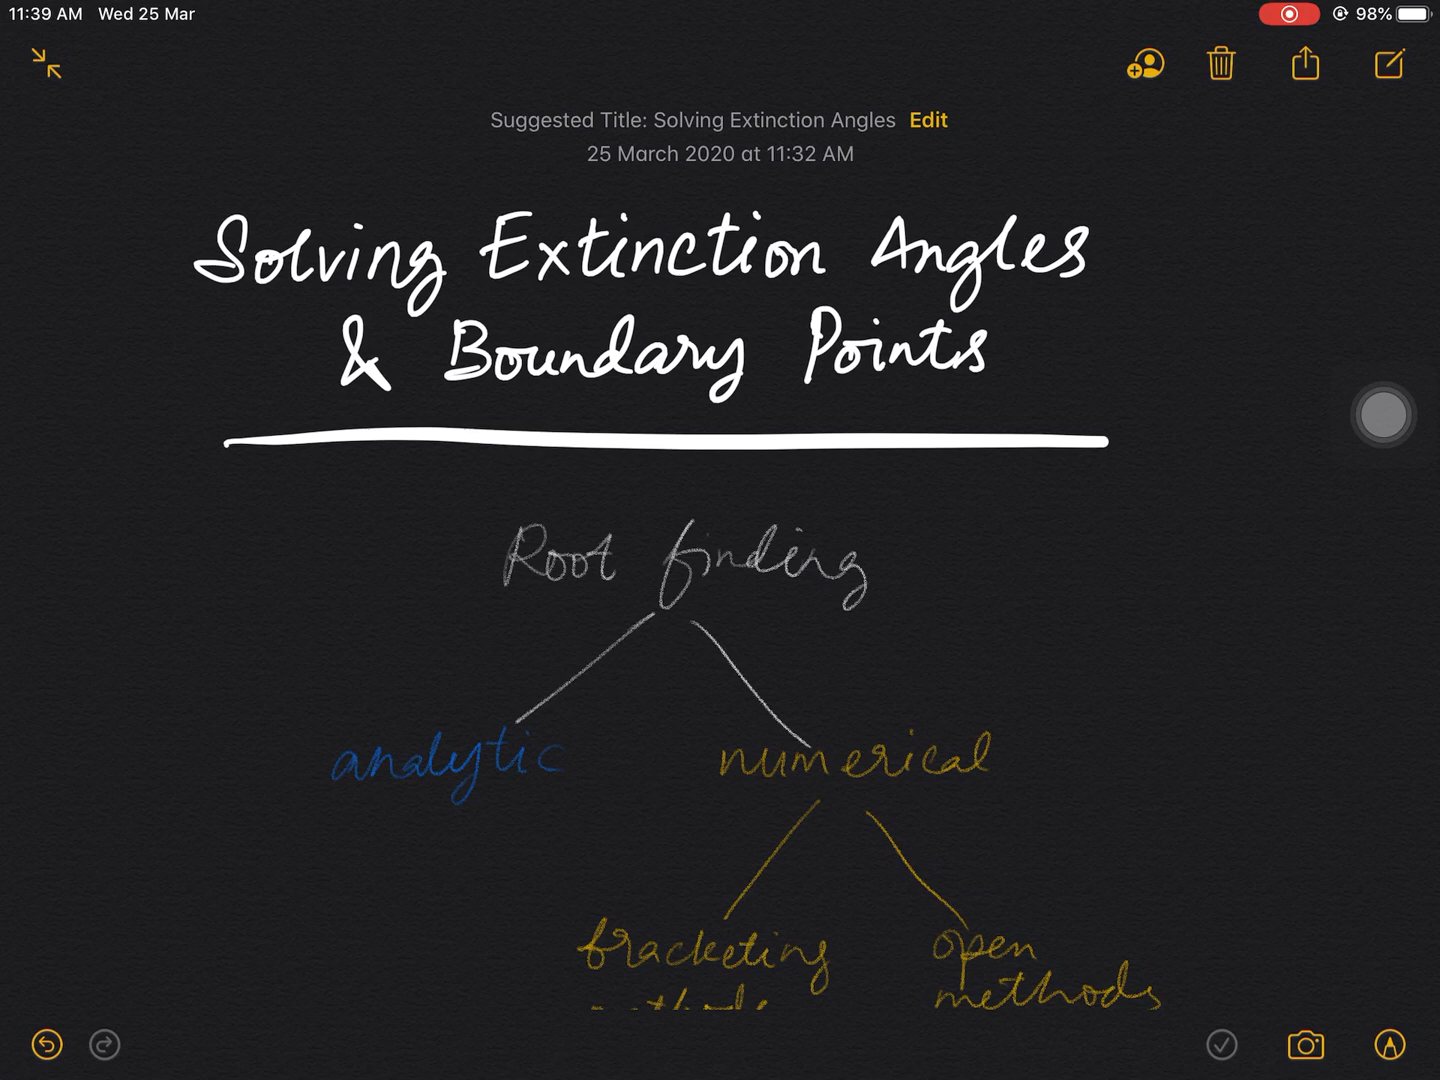 11:39 AM Wed 25 Mar 98%
Suggested Title: Solving Extinction Angles Edit
25 March 2020 at 11:32 AM
Solving Extinction Angles
& Boundary Points
Root finding
analytic numerical
bracketing open
methods